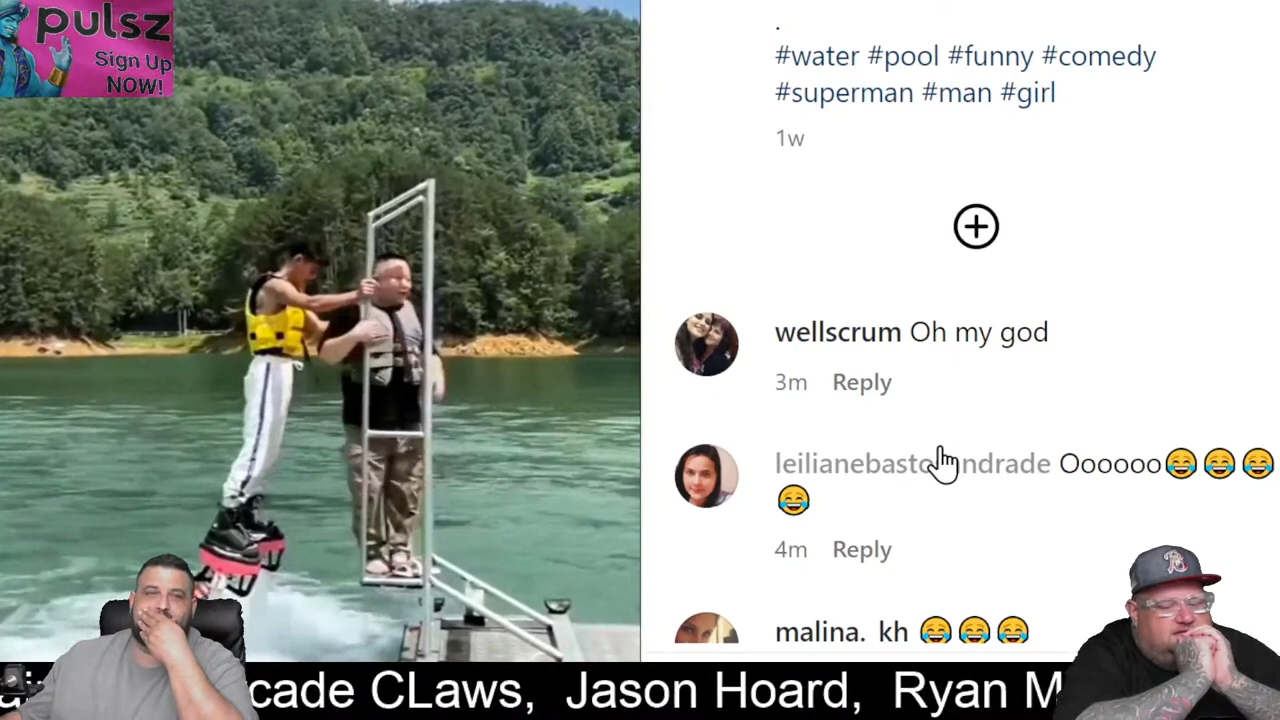 pulsz
Sign Up
NOW!
.
#water #pool #funny #comedy
#superman #man #girl
1w
wellscrum Oh my god
3m Reply
Oooooo😂😂😂
😂
4m Reply
malina. kh 😂😂😂
cade CLaws, Jason Hoard, Ryan M